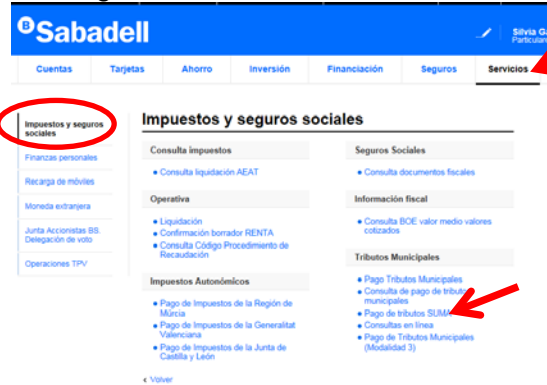 BSabadell
Silvia G
Particular
Cuentas Tarjetas Ahorro Inversión Financiación Seguros Servicios
Impuestos y seguros
sociales
Finanzas personales
Recarga de móviles
Moneda extranjera
Junta Accionistas BS.
Delegación de voto
Operaciones TPV
Impuestos y seguros sociales
Consulta impuestos
Consulta liquidación AEAT
Operativa
Liquidación
Confirmación borrador RENTA
Consulta Código Procedimiento de
Recaudación
Impuestos Autonómicos
Pago de Impuestos de la Región de
Múrcia
Pago de Impuestos de la Generalitat
Valenciana
Pago de Impuestos de la Junta de
Castilla y León
Seguros Sociales
Consulta documentos fiscales
Información fiscal
Consulta BOE valor medio valores
cotizados
Tributos Municipales
Pago Tributos Municipales
Consulta de pago de tributos
municipales
Pago de tributos SUMA
Consultas en línea
Pago de Tributos Municipales
(Modalidad 3)
‹ Volver